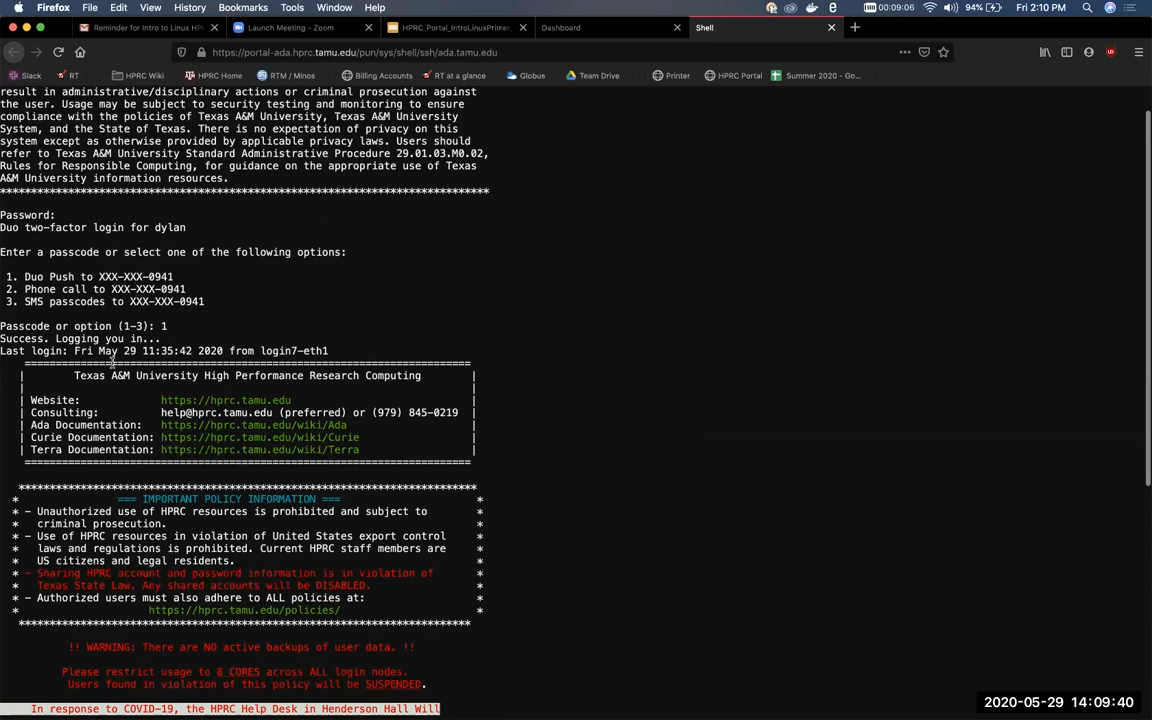 Firefox File Edit View History Bookmarks Tools Window Help 00:09:06 94% Fri 2:10 PM
Reminder for Intro to Linux HP Launch Meeting - Zoom HPRC_Portal_IntroLinuxPrimer_ Dashboard Shell
https://portal-ada.hprc.tamu.edu/pun/sys/shell/ssh/ada.tamu.edu
Slack RT HPRC Wiki HPRC Home RTM / Minos Billing Accounts RT at a glance Globus Team Drive Printer HPRC Portal Summer 2020 - Go...
result in administrative/disciplinary actions or criminal prosecution against
the user. Usage may be subject to security testing and monitoring to ensure
compliance with the policies of Texas A&M University, Texas A&M University
System, and the State of Texas. There is no expectation of privacy on this
system except as otherwise provided by applicable privacy laws. Users should
refer to Texas A&M University Standard Administrative Procedure 29.01.03.M0.02,
Rules for Responsible Computing, for guidance on the appropriate use of Texas
A&M University information resources.
*******************************************************************************
Password:
Duo two-factor login for dylan
Enter a passcode or select one of the following options:
1. Duo Push to XXX-XXX-0941
2. Phone call to XXX-XXX-0941
3. SMS passcodes to XXX-XXX-0941
Passcode or option (1-3): 1
Success. Logging you in...
Last login: Fri May 29 11:35:42 2020 from login7-eth1
========================================================================
| Texas A&M University High Performance Research Computing |
| |
| Website: https://hprc.tamu.edu |
| Consulting: help@hprc.tamu.edu (preferred) or (979) 845-0219 |
| Ada Documentation: https://hprc.tamu.edu/wiki/Ada |
| Curie Documentation: https://hprc.tamu.edu/wiki/Curie |
| Terra Documentation: https://hprc.tamu.edu/wiki/Terra |
========================================================================
**************************************************************************
* === IMPORTANT POLICY INFORMATION === *
* - Unauthorized use of HPRC resources is prohibited and subject to *
* criminal prosecution. *
* - Use of HPRC resources in violation of United States export control *
* laws and regulations is prohibited. Current HPRC staff members are *
* US citizens and legal residents. *
* - Sharing HPRC account and password information is in violation of *
* Texas State Law. Any shared accounts will be DISABLED. *
* - Authorized users must also adhere to ALL policies at: *
* https://hprc.tamu.edu/policies/ *
*************************************************************************
!! WARNING: There are NO active backups of user data. !!
Please restrict usage to 8 CORES across ALL login nodes.
Users found in violation of this policy will be SUSPENDED.
In response to COVID-19, the HPRC Help Desk in Henderson Hall Will
2020-05-29 14:09:40